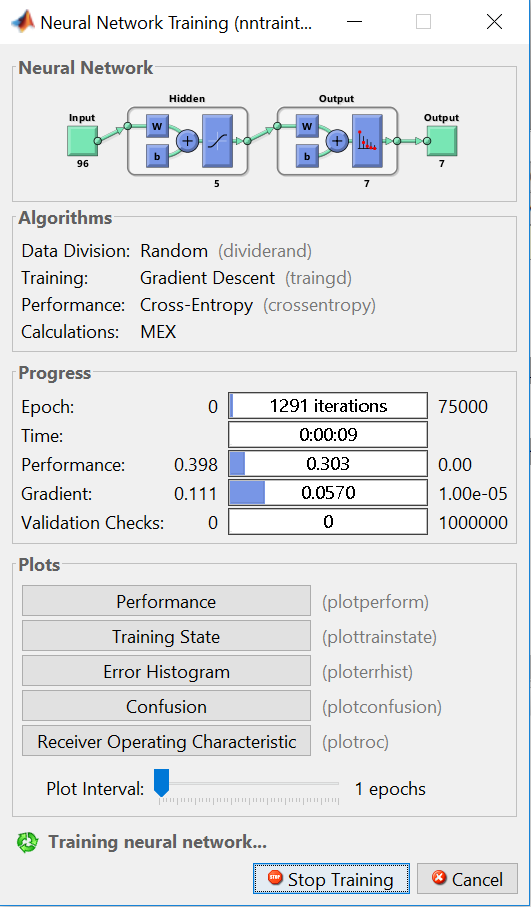 Neural Network Training (nntraint...
Neural Network
Hidden
Output
Input
W
b
+
W
b
+
Output
96
5
7
7
Algorithms
Data Division: Random (dividerand)
Training: Gradient Descent (traingd)
Performance: Cross-Entropy (crossentropy)
Calculations: MEX
Progress
Epoch: 0 1291 iterations 75000
Time: 0:00:09
Performance: 0.398 0.303 0.00
Gradient: 0.111 0.0570 1.00e-05
Validation Checks: 0 0 1000000
Plots
Performance (plotperform)
Training State (plottrainstate)
Error Histogram (ploterrhist)
Confusion (plotconfusion)
Receiver Operating Characteristic (plotroc)
Plot Interval: 1 epochs
Training neural network...
STOP Stop Training Cancel